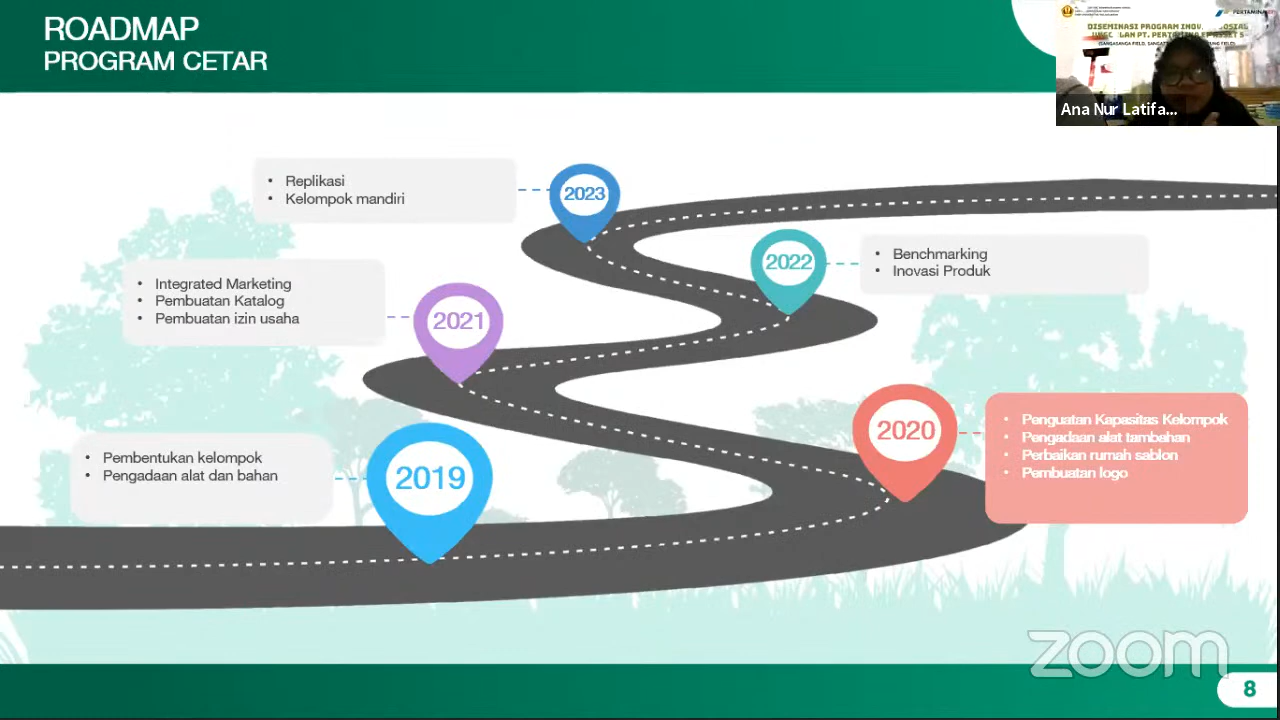 ROADMAP
PROGRAM CETAR
DISEMINASI PROGRAM
Ana Nur Latifa...
2023
• Replikasi
• Kelompok mandiri
2022
• Benchmarking
• Inovasi Produk
2021
• Integrated Marketing
• Pembuatan Katalog
• Pembuatan izin usaha
2020
• Penguatan Kapasitas Kelompok
• Pengadaan alat tambahan
• Perbaikan rumah sablon
• Pembuatan logo
2019
• Pembentukan kelompok
• Pengadaan alat dan bahan
zoom
8